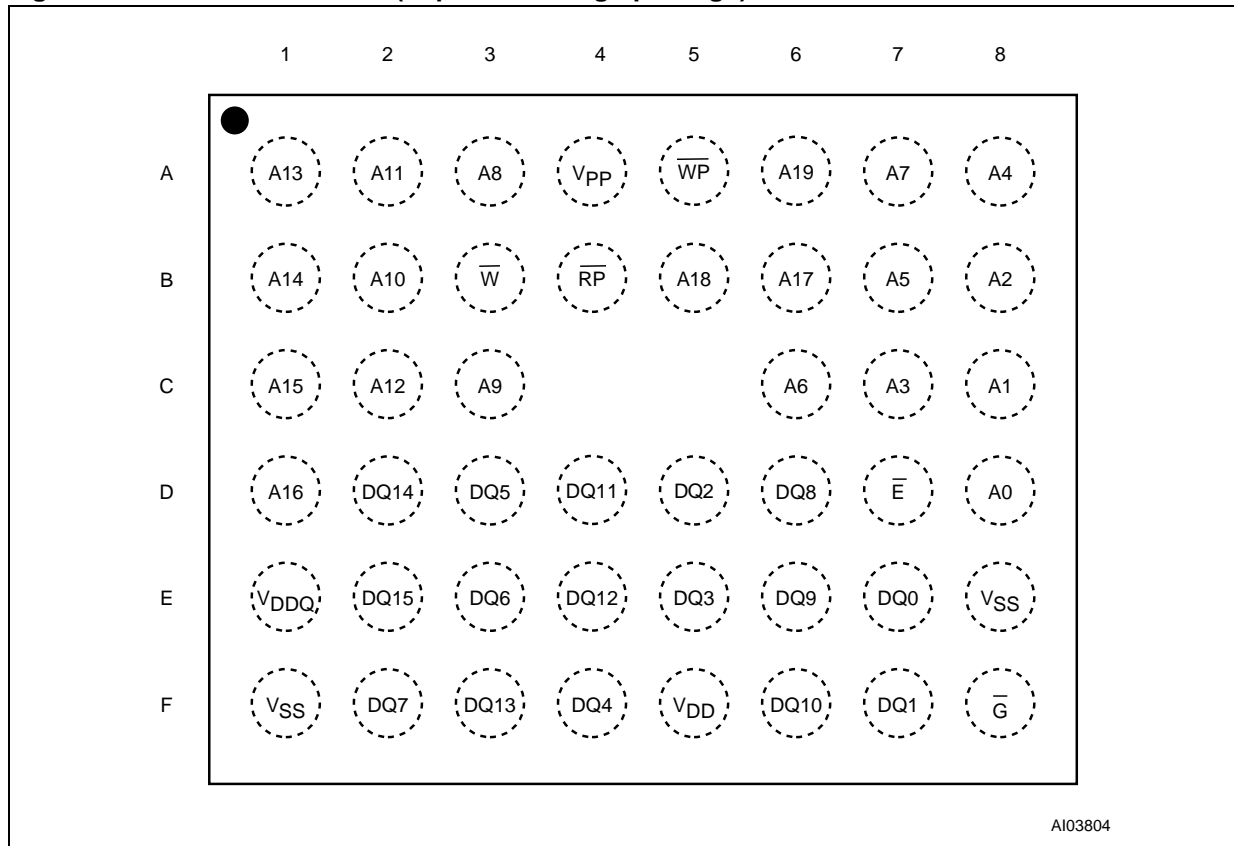 1 2 3 4 5 6 7 8
A A13 A11 A8 VPP W̅P̅ A19 A7 A4
B A14 A10 W̅ R̅P̅ A18 A17 A5 A2
C A15 A12 A9 A6 A3 A1
D A16 DQ14 DQ5 DQ11 DQ2 DQ8 E̅ A0
E VDDQ DQ15 DQ6 DQ12 DQ3 DQ9 DQ0 VSS
F VSS DQ7 DQ13 DQ4 VDD DQ10 DQ1 G̅
AI03804